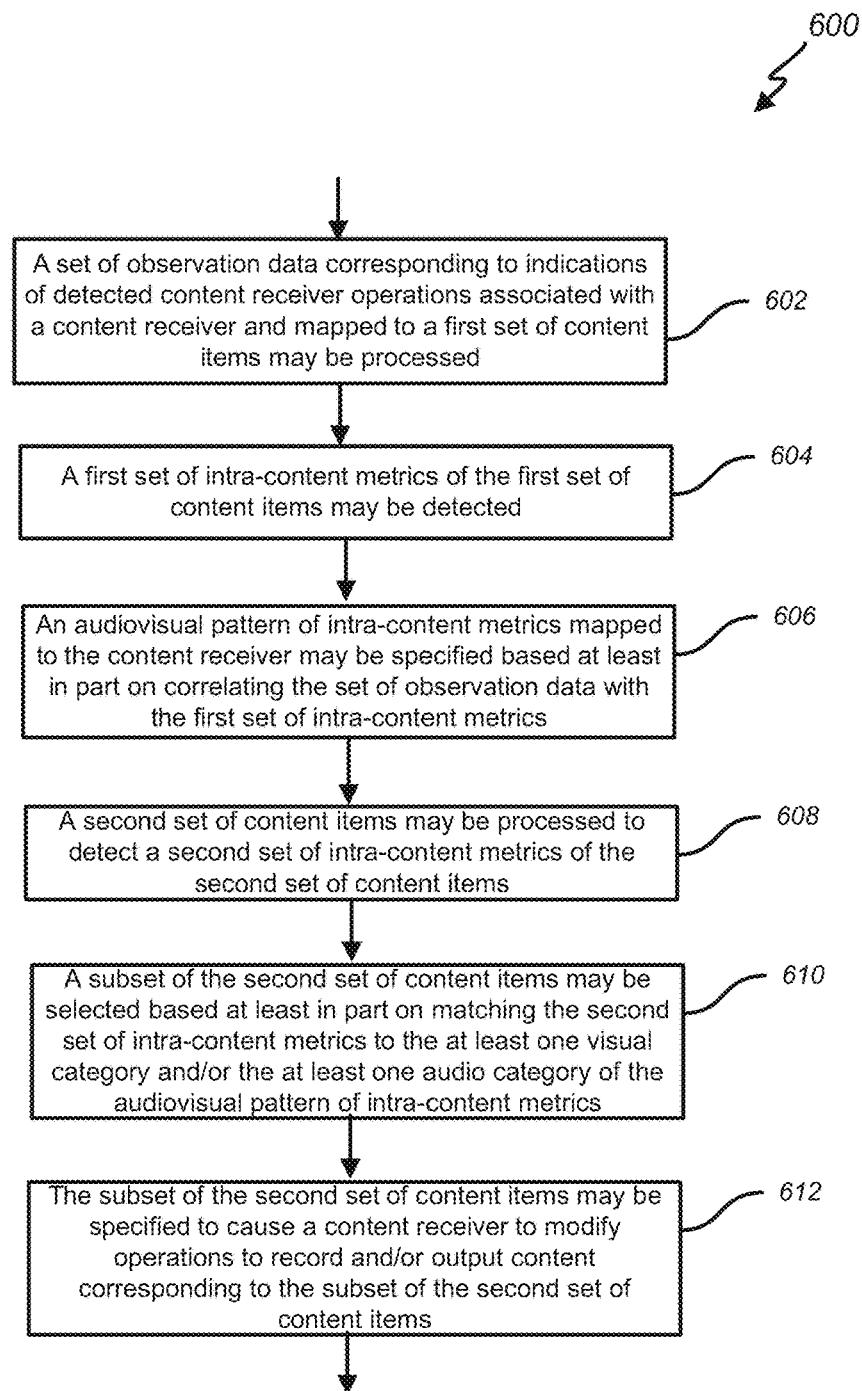 600
A set of observation data corresponding to indications
of detected content receiver operations associated with
a content receiver and mapped to a first set of content
items may be processed
602
A first set of intra-content metrics of the first set of
content items may be detected
604
An audiovisual pattern of intra-content metrics mapped
to the content receiver may be specified based at least
in part on correlating the set of observation data with
the first set of intra-content metrics
606
A second set of content items may be processed to
detect a second set of intra-content metrics of the
second set of content items
608
A subset of the second set of content items may be
selected based at least in part on matching the second
set of intra-content metrics to the at least one visual
category and/or the at least one audio category of the
audiovisual pattern of intra-content metrics
610
The subset of the second set of content items may be
specified to cause a content receiver to modify
operations to record and/or output content
corresponding to the subset of the second set of
content items
612